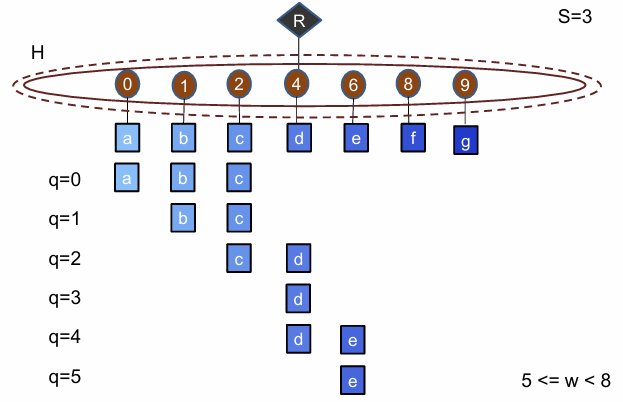 R
S=3
H
0 1 2 4 6 8 9
a b c d e f g
q=0 a b c
q=1 b c
q=2 c d
q=3 d
q=4 d e
q=5 e
5 <= w < 8